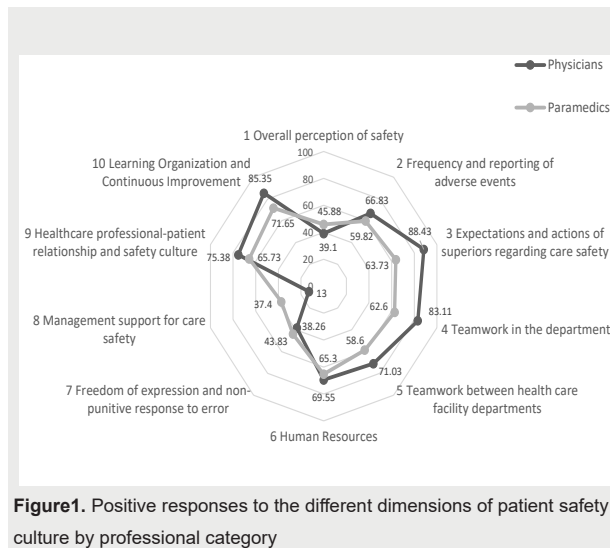 Physicians
Paramedics
1 Overall perception of safety
100
10 Learning Organization and
Continuous Improvement
2 Frequency and reporting of
adverse events
80
85.35
66.83
60
71.65
45.88
59.82
88.43
3 Expectations and actions of
superiors regarding care safety
40
39.1
9 Healthcare professional-patient
relationship and safety culture
75.38
65.73
63.73
20
0
13
8 Management support for care
safety
37.4
62.6
83.11
4 Teamwork in the department
38.26
43.83
65.3
58.6
71.03
7 Freedom of expression and non-
punitive response to error
69.55
5 Teamwork between health care
facility departments
6 Human Resources
Figure1. Positive responses to the different dimensions of patient safety
culture by professional category